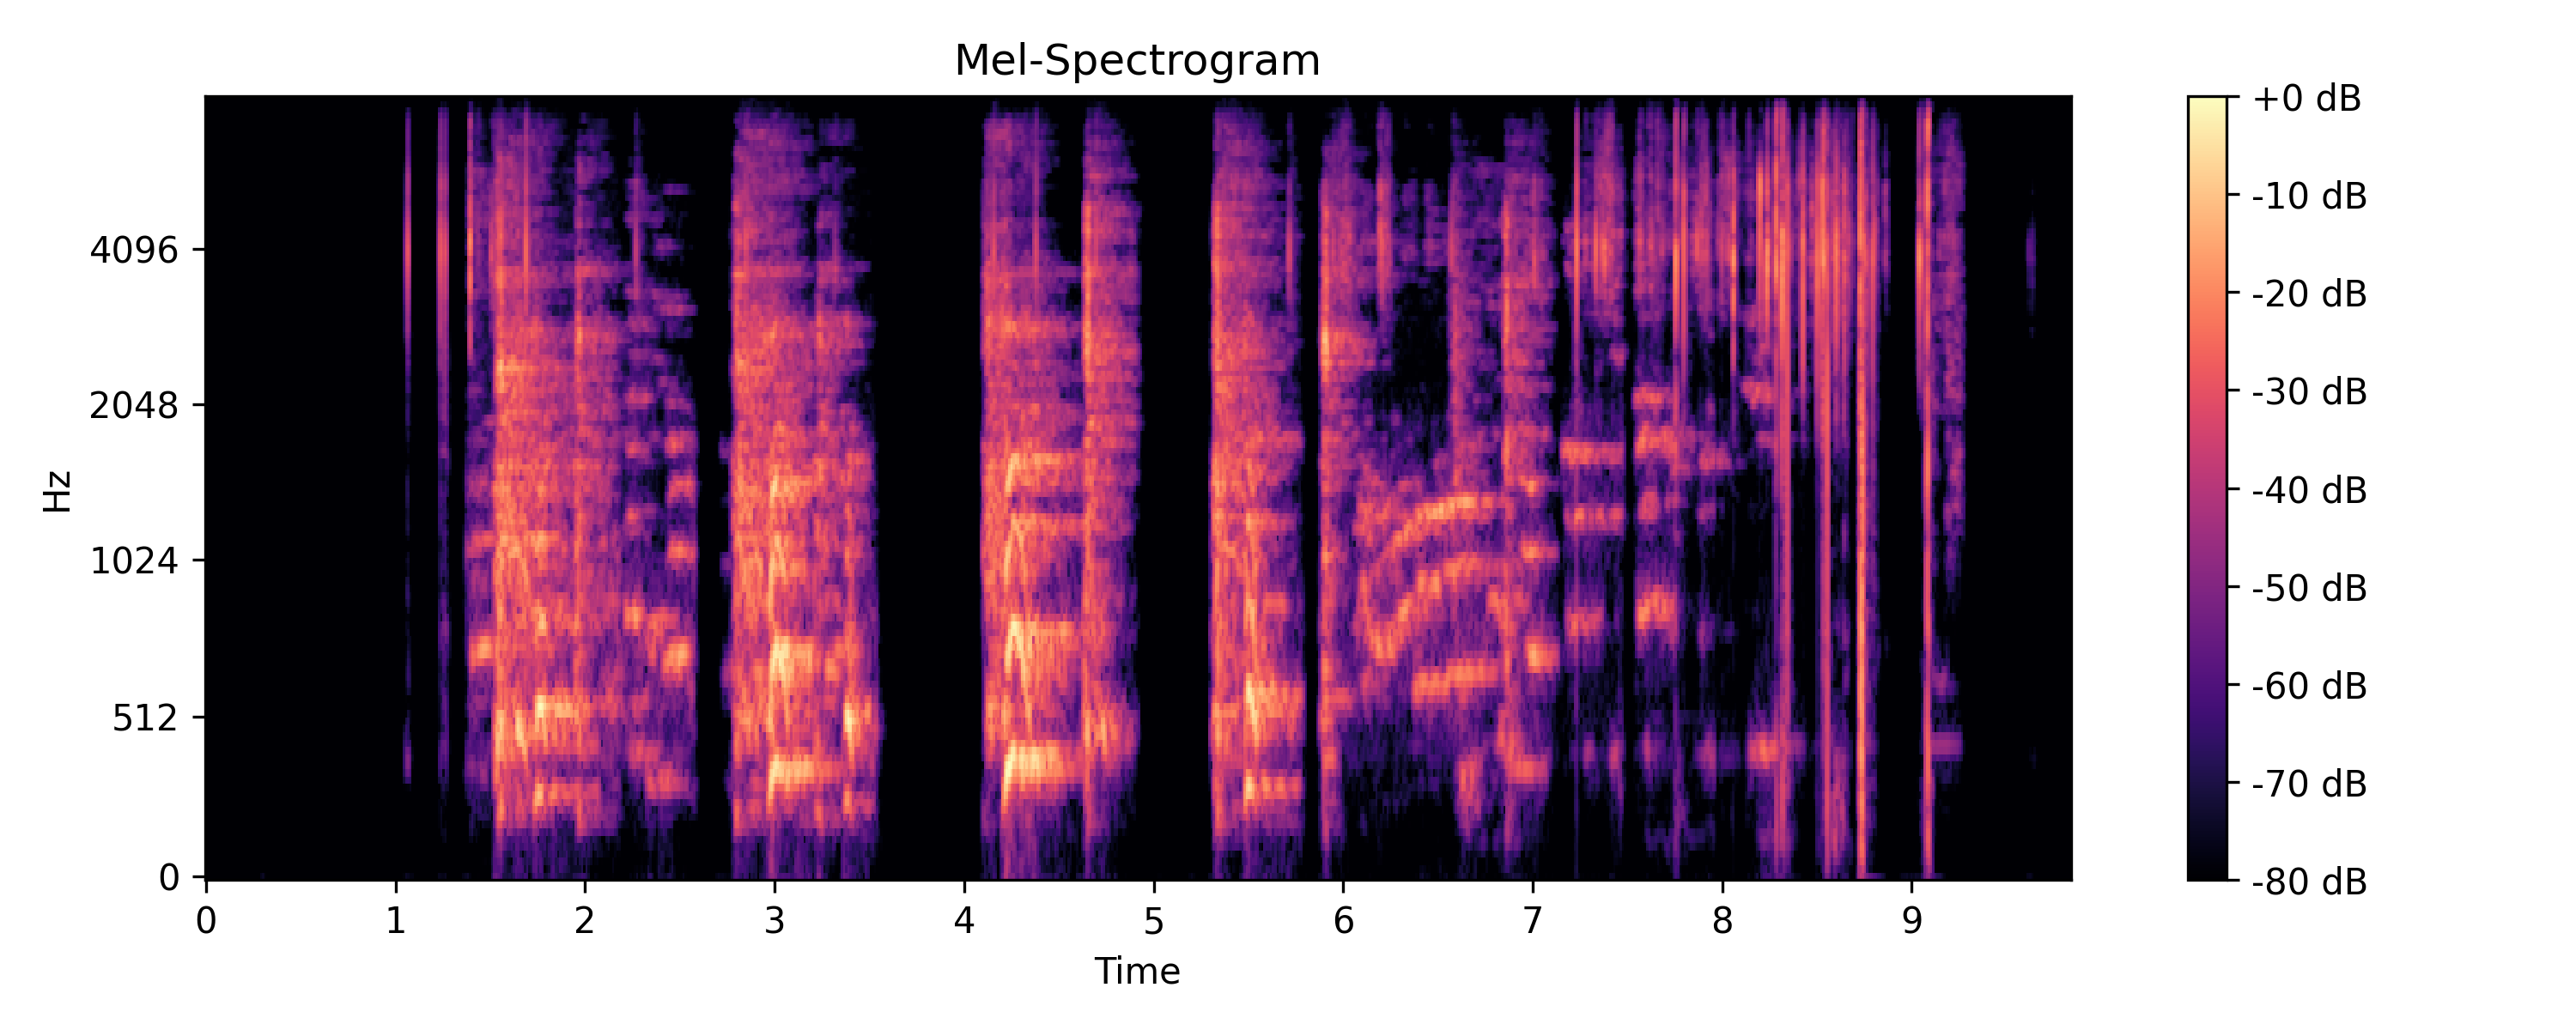 Mel-Spectrogram
+0 dB
-10 dB
-20 dB
-30 dB
-40 dB
-50 dB
-60 dB
-70 dB
-80 dB
4096
2048
1024
512
0
Hz
0 1 2 3 4 5 6 7 8 9
Time